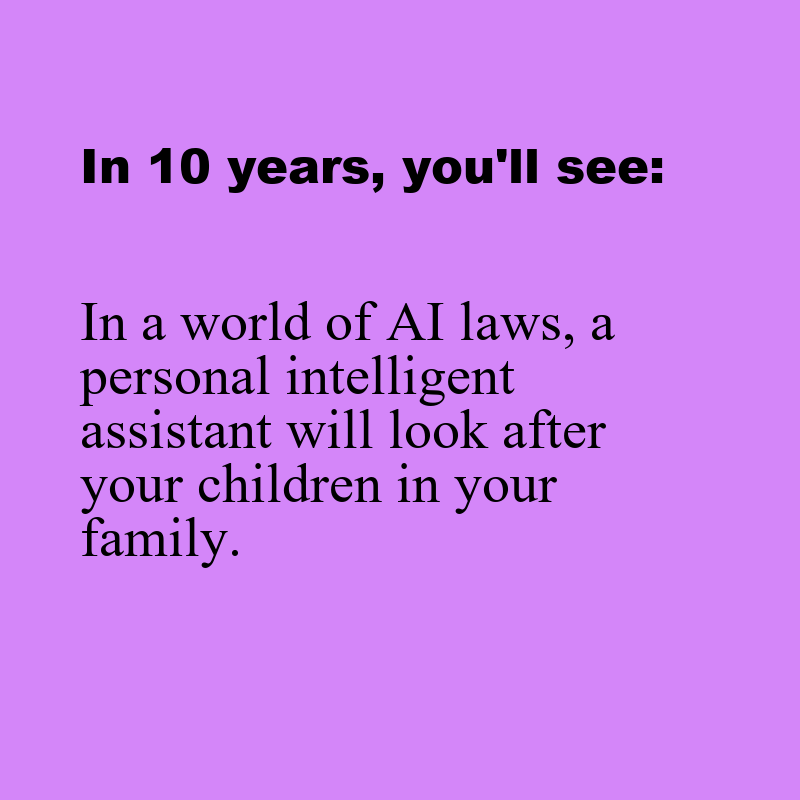 In 10 years, you'll see:
In a world of AI laws, a
personal intelligent
assistant will look after
your children in your
family.